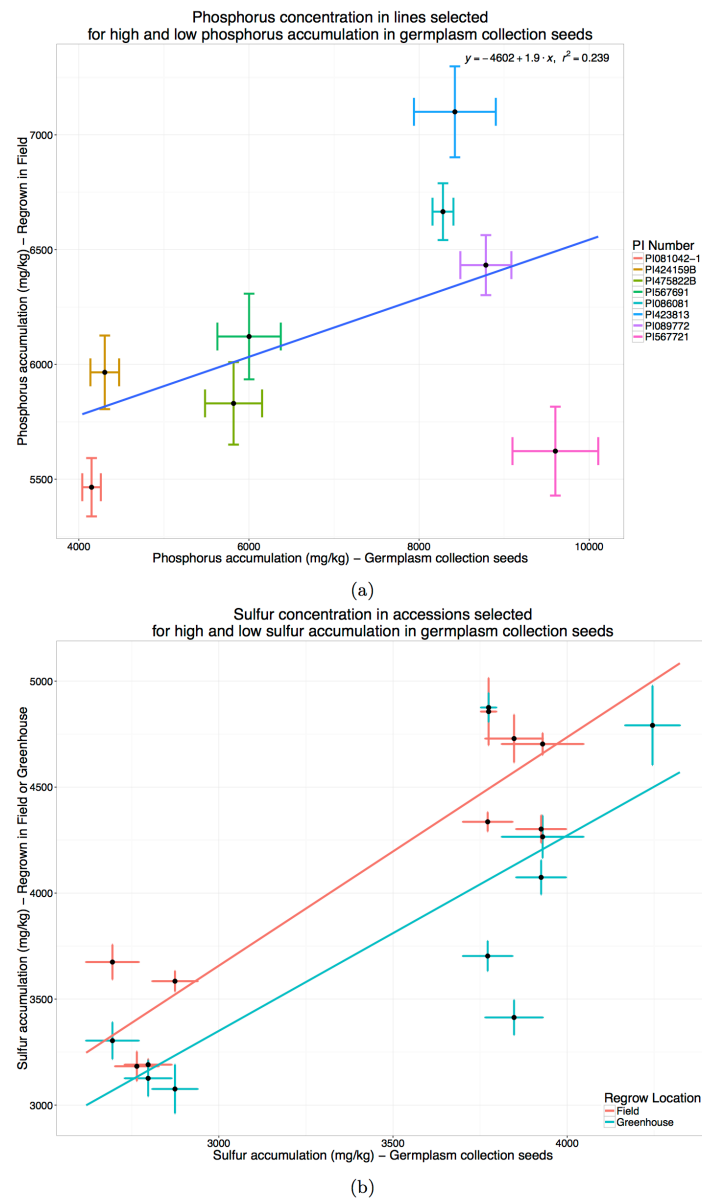 Phosphorus concentration in lines selected
for high and low phosphorus accumulation in germplasm collection seeds
y = − 4602 + 1.9 · x,  r² = 0.239
Phosphorus accumulation (mg/kg) − Regrown in Field
7000
6500
6000
5500
PI Number
PI081042−1
PI424159B
PI475822B
PI567691
PI086081
PI423813
PI089772
PI567721
4000
6000
8000
10000
Phosphorus accumulation (mg/kg) − Germplasm collection seeds
(a)
Sulfur concentration in accessions selected
for high and low sulfur accumulation in germplasm collection seeds
Sulfur accumulation (mg/kg) − Regrown in Field or Greenhouse
5000
4500
4000
3500
3000
Regrow Location
Field
Greenhouse
3000
3500
4000
Sulfur accumulation (mg/kg) − Germplasm collection seeds
(b)